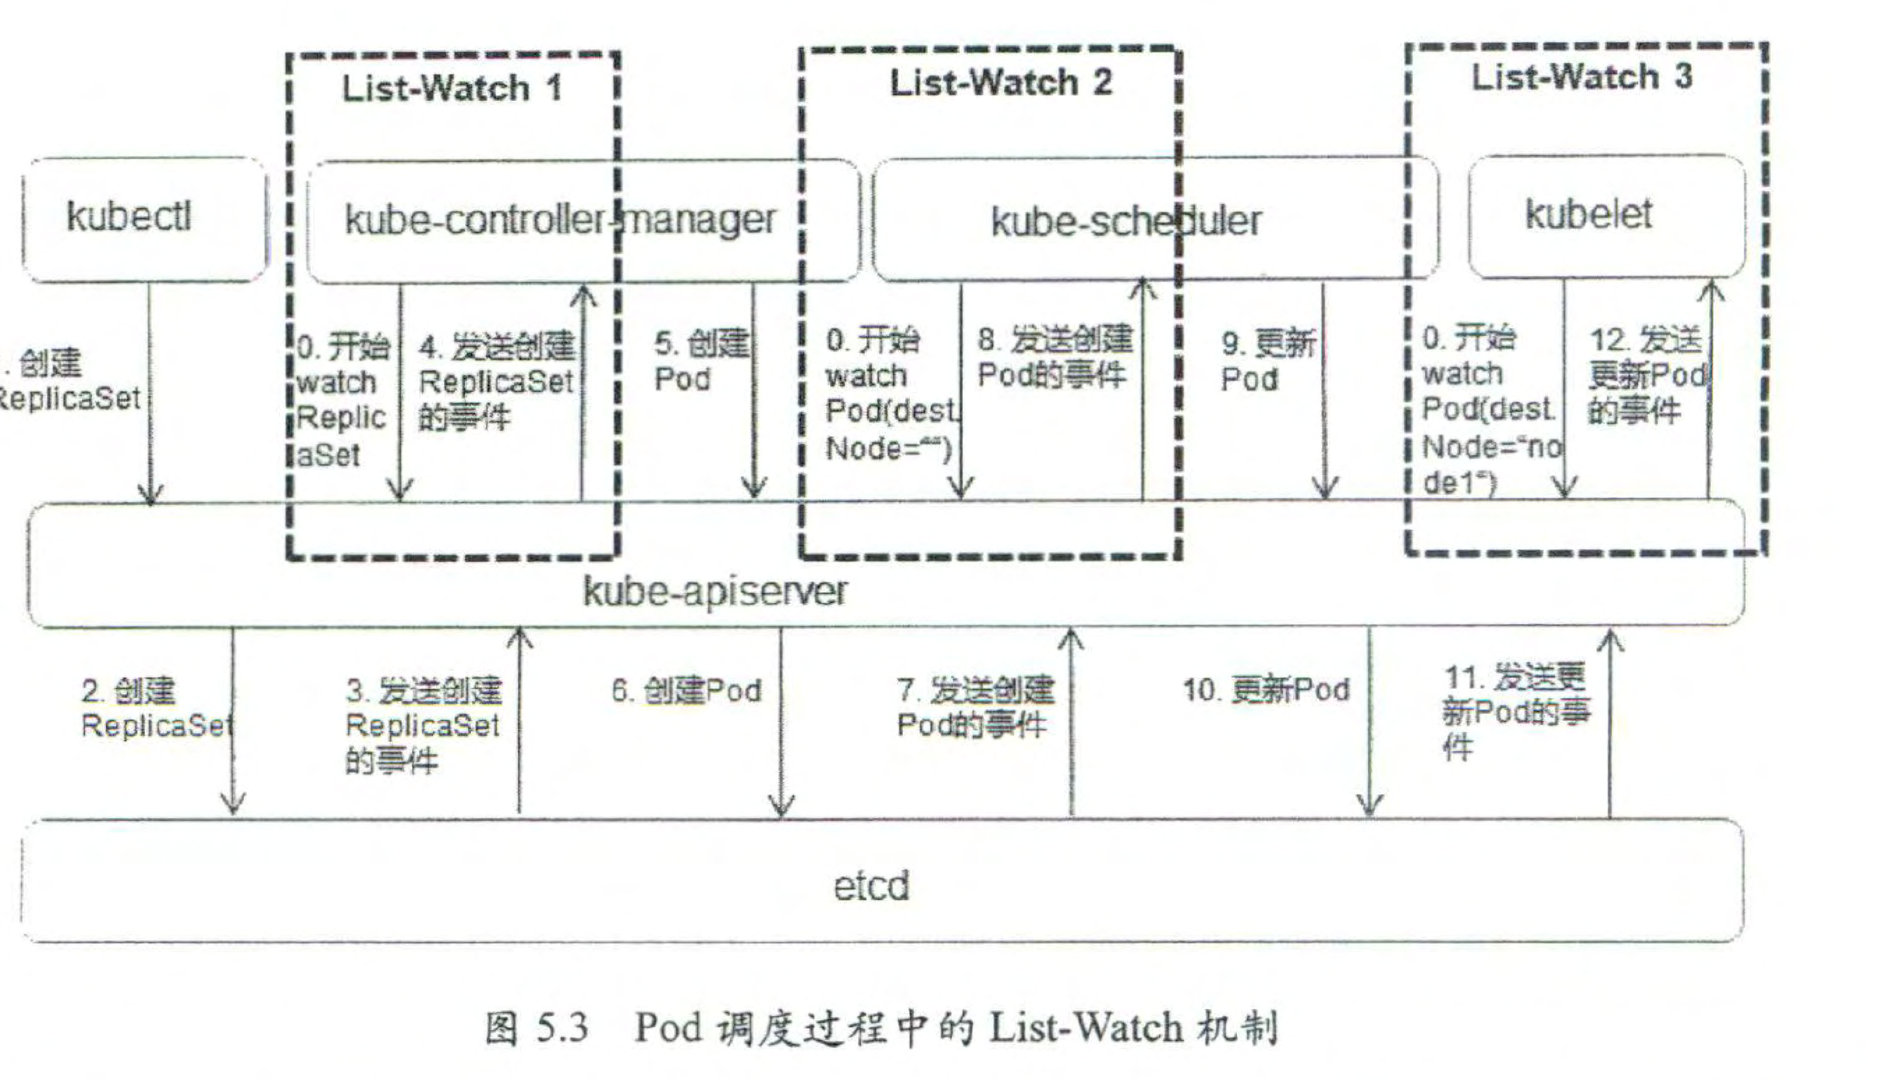 List-Watch 1
List-Watch 2
List-Watch 3
kubectl
kube-controller-manager
kube-scheduler
kubelet
. 创建
ReplicaSet
0. 开始
watch
Replic
aSet
4. 发送创建
ReplicaSet
的事件
5. 创建
Pod
0. 开始
watch
Pod(dest.
Node="")
8. 发送创建
Pod的事件
9. 更新
Pod
0. 开始
watch
Pod(dest.
Node="no
de1")
12. 发送
更新Pod
的事件
kube-apiserver
2. 创建
ReplicaSet
3. 发送创建
ReplicaSet
的事件
6. 创建Pod
7. 发送创建
Pod的事件
10. 更新Pod
11. 发送更
新Pod的事
件
etcd
图 5.3 Pod 调度过程中的 List-Watch 机制